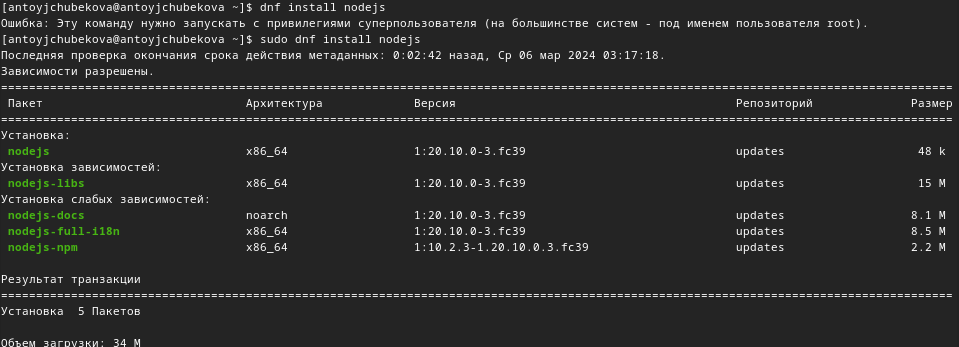 [antoyjchubekova@antoyjchubekova ~]$ dnf install nodejs
Ошибка: Эту команду нужно запускать с привилегиями суперпользователя (на большинстве систем - под именем пользователя root).
[antoyjchubekova@antoyjchubekova ~]$ sudo dnf install nodejs
Последняя проверка окончания срока действия метаданных: 0:02:42 назад, Ср 06 мар 2024 03:17:18.
Зависимости разрешены.
================================================================================
Пакет Архитектура Версия Репозиторий Размер
================================================================================
Установка:
nodejs x86_64 1:20.10.0-3.fc39 updates 48 k
Установка зависимостей:
nodejs-libs x86_64 1:20.10.0-3.fc39 updates 15 M
Установка слабых зависимостей:
nodejs-docs noarch 1:20.10.0-3.fc39 updates 8.1 M
nodejs-full-i18n x86_64 1:20.10.0-3.fc39 updates 8.5 M
nodejs-npm x86_64 1:10.2.3-1.20.10.0.3.fc39 updates 2.2 M
Результат транзакции
================================================================================
Установка 5 Пакетов
Объем загрузки: 34 M